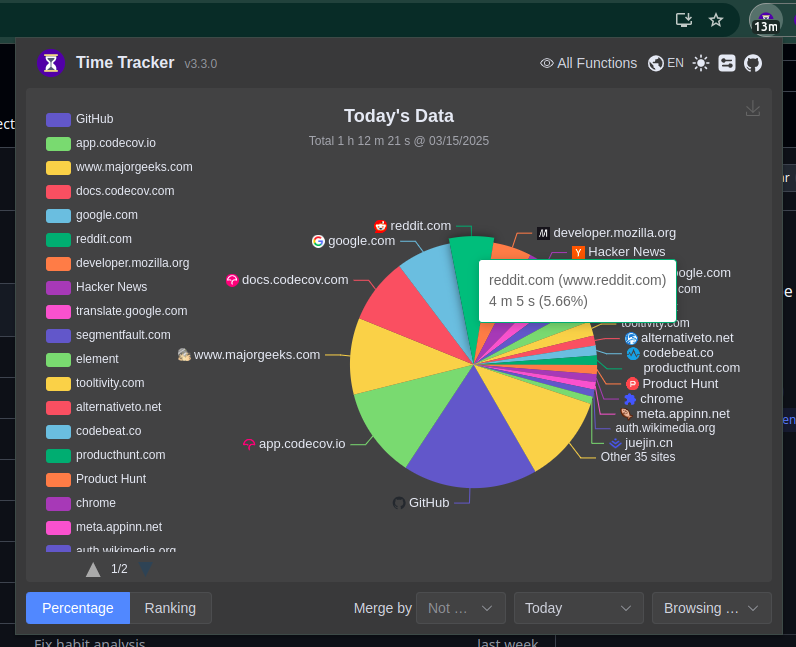 13m
Time Tracker v3.3.0
All Functions
EN
Today's Data
Total 1 h 12 m 21 s @ 03/15/2025
GitHub
app.codecov.io
www.majorgeeks.com
docs.codecov.com
google.com
reddit.com
developer.mozilla.org
Hacker News
translate.google.com
segmentfault.com
element
tooltivity.com
alternativeto.net
codebeat.co
producthunt.com
Product Hunt
chrome
meta.appinn.net
auth.wikimedia.org
1/2
reddit.com
google.com
docs.codecov.com
www.majorgeeks.com
app.codecov.io
GitHub
developer.mozilla.org
Hacker News
oogle.com
com
reddit.com (www.reddit.com)
4 m 5 s (5.66%)
tooltivity.com
alternativeto.net
codebeat.co
producthunt.com
Product Hunt
chrome
meta.appinn.net
auth.wikimedia.org
juejin.cn
Other 35 sites
Percentage
Ranking
Merge by
Not ...
Today
Browsing ...
Fix habit analysis
last week